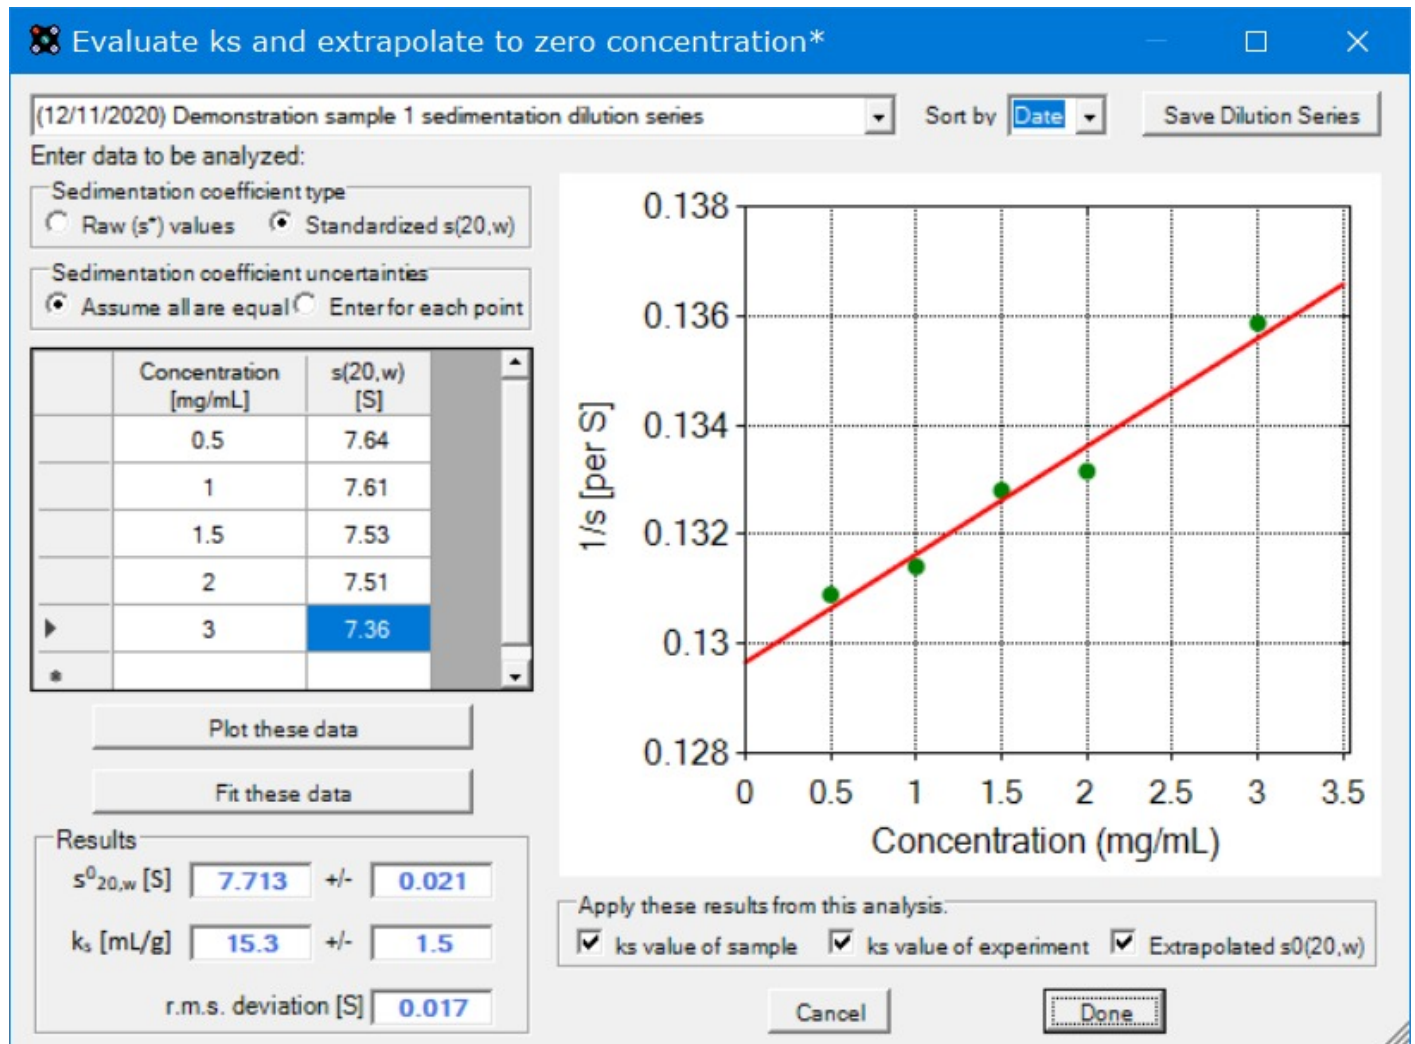 Evaluate ks and extrapolate to zero concentration*
(12/11/2020) Demonstration sample 1 sedimentation dilution series
Sort by Date
Save Dilution Series
Enter data to be analyzed:
Sedimentation coefficient type
Raw (s*) values Standardized s(20,w)
Sedimentation coefficient uncertainties
Assume all are equal Enter for each point
Concentration [mg/mL] s(20,w) [S]
0.5 7.64
1 7.61
1.5 7.53
2 7.51
3 7.36
Plot these data
Fit these data
Results
s⁰20,w [S] 7.713 +/- 0.021
ks [mL/g] 15.3 +/- 1.5
r.m.s. deviation [S] 0.017
0.138
0.136
0.134
0.132
0.13
0.128
1/s [per S]
0 0.5 1 1.5 2 2.5 3 3.5
Concentration (mg/mL)
Apply these results from this analysis.
ks value of sample ks value of experiment Extrapolated s0(20,w)
Cancel Done